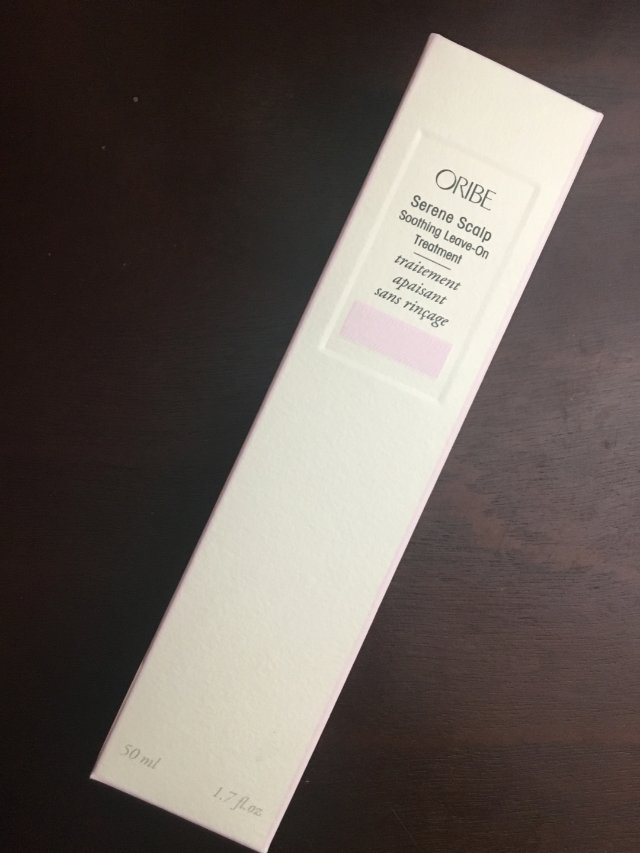 ORIBE
Serene Scalp
Soothing Leave-On
Treatment
traitement
apaisant
sans rinçage
50 ml
1.7 fl.oz.